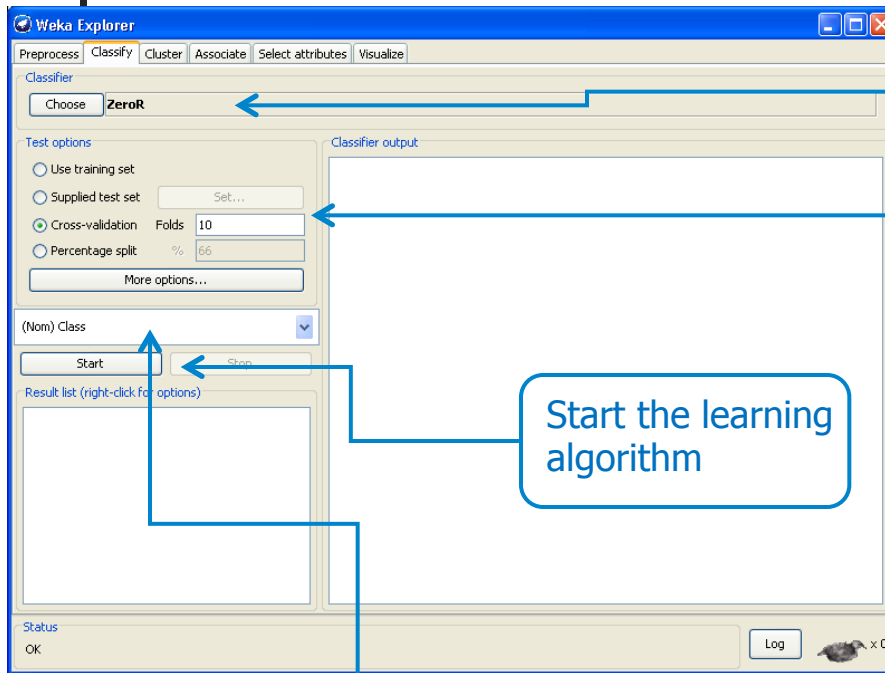 Weka Explorer
Preprocess Classify Cluster Associate Select attributes Visualize
Classifier
Choose ZeroR
Test options
Classifier output
Use training set
Supplied test set Set...
Cross-validation Folds 10
Percentage split % 66
More options...
(Nom) Class
Start Stop
Result list (right-click for options)
Start the learning
algorithm
Status
OK
Log x 0